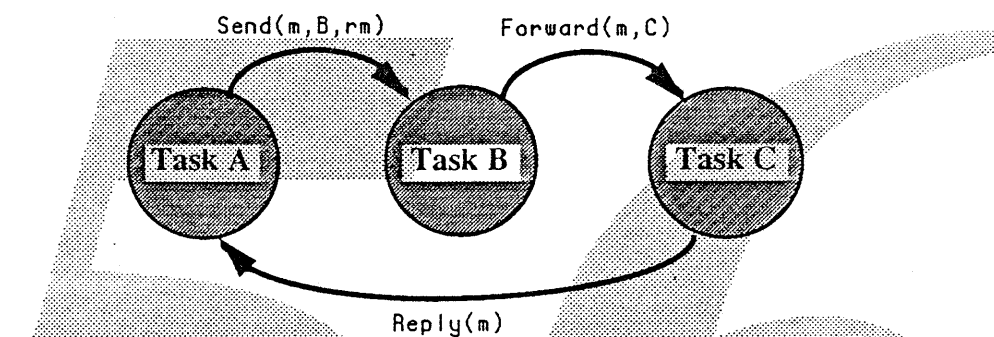 Send(m,B,rm)
Forward(m,C)
Task A
Task B
Task C
Reply(m)